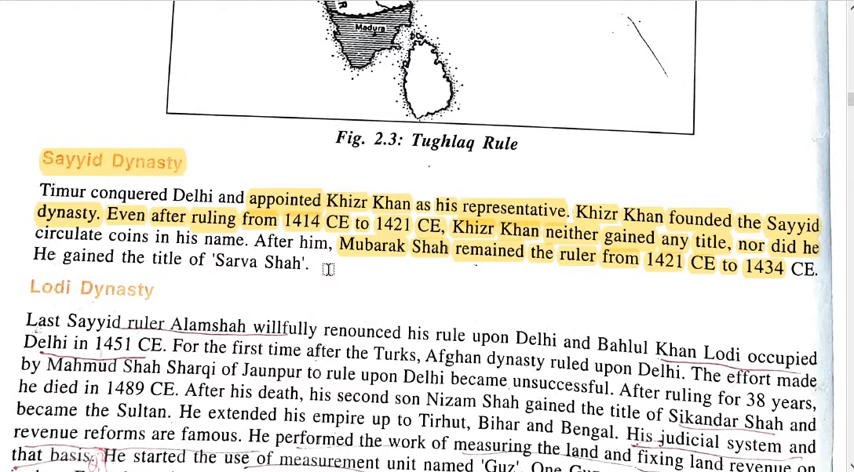 Madura
Fig. 2.3: Tughlaq Rule
Sayyid Dynasty
Timur conquered Delhi and appointed Khizr Khan as his representative. Khizr Khan founded the Sayyid
dynasty. Even after ruling from 1414 CE to 1421 CE, Khizr Khan neither gained any title, nor did he
circulate coins in his name. After him, Mubarak Shah remained the ruler from 1421 CE to 1434 CE.
He gained the title of 'Sarva Shah'.
Lodi Dynasty
Last Sayyid ruler Alamshah willfully renounced his rule upon Delhi and Bahlul Khan Lodi occupied
Delhi in 1451 CE. For the first time after the Turks, Afghan dynasty ruled upon Delhi. The effort made
by Mahmud Shah Sharqi of Jaunpur to rule upon Delhi became unsuccessful. After ruling for 38 years,
he died in 1489 CE. After his death, his second son Nizam Shah gained the title of Sikandar Shah and
became the Sultan. He extended his empire up to Tirhut, Bihar and Bengal. His judicial system and
revenue reforms are famous. He performed the work of measuring the land and fixing land revenue on
that basis. He started the use of measurement unit named 'Guz'. One